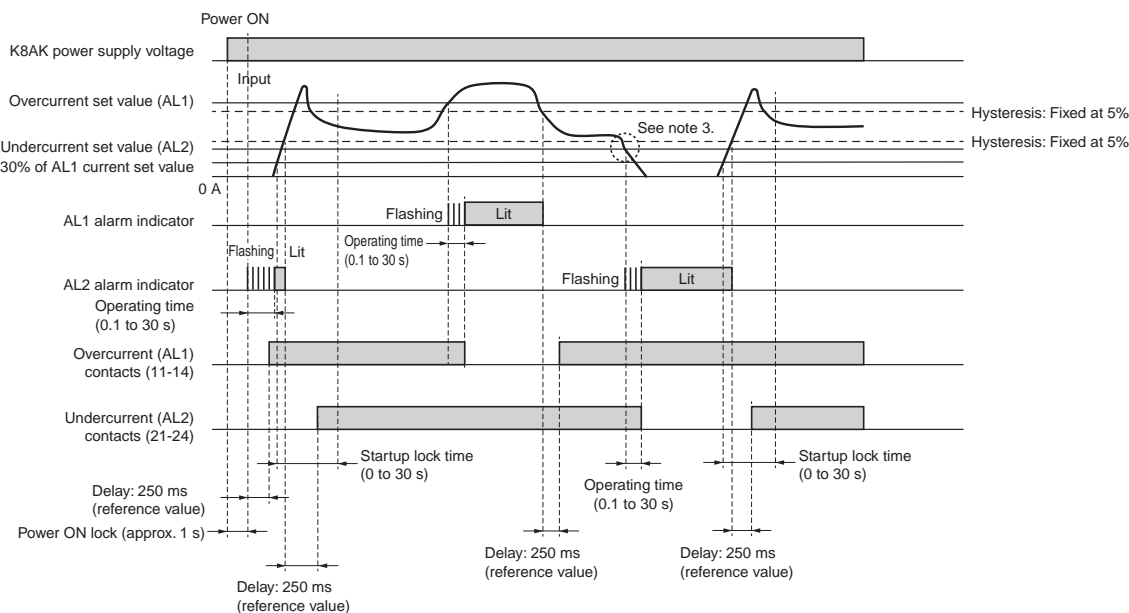 Power ON
K8AK power supply voltage
Input
Overcurrent set value (AL1)
Hysteresis: Fixed at 5%
See note 3.
Hysteresis: Fixed at 5%
Undercurrent set value (AL2)
30% of AL1 current set value
0 A
Flashing
Lit
AL1 alarm indicator
Operating time
(0.1 to 30 s)
Flashing
Lit
AL2 alarm indicator
Flashing
Lit
Operating time
(0.1 to 30 s)
Overcurrent (AL1)
contacts (11-14)
Undercurrent (AL2)
contacts (21-24)
Startup lock time
(0 to 30 s)
Startup lock time
(0 to 30 s)
Operating time
(0.1 to 30 s)
Delay: 250 ms
(reference value)
Power ON lock (approx. 1 s)
Delay: 250 ms
(reference value)
Delay: 250 ms
(reference value)
Delay: 250 ms
(reference value)